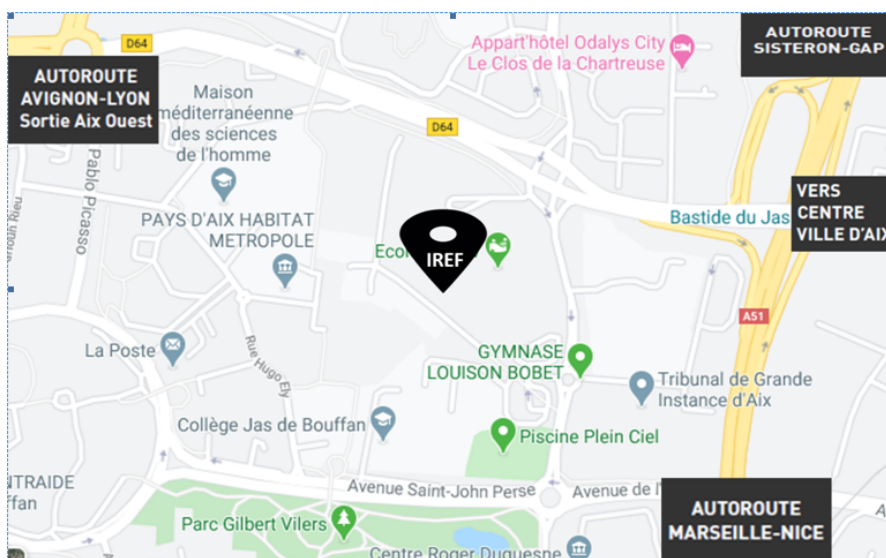 D64
AUTOROUTE
AVIGNON-LYON
Sortie Aix Ouest
Appart'hôtel Odalys City
Le Clos de la Chartreuse
AUTOROUTE
SISTERON-GAP
Maison
méditerranéenne
des sciences
de l'homme
D64
Pablo Picasso
PAYS D'AIX HABITAT
METROPOLE
IREF
Bastide du Jas
VERS
CENTRE
VILLE D'AIX
A51
La Poste
Rue Hugo Ely
GYMNASE
LOUISON BOBET
Tribunal de Grande
Instance d'Aix
Collège Jas de Bouffan
Piscine Plein Ciel
Avenue Saint-John Perse
Avenue de
AUTOROUTE
MARSEILLE-NICE
Parc Gilbert Vilers
Centre Roger Duquesne